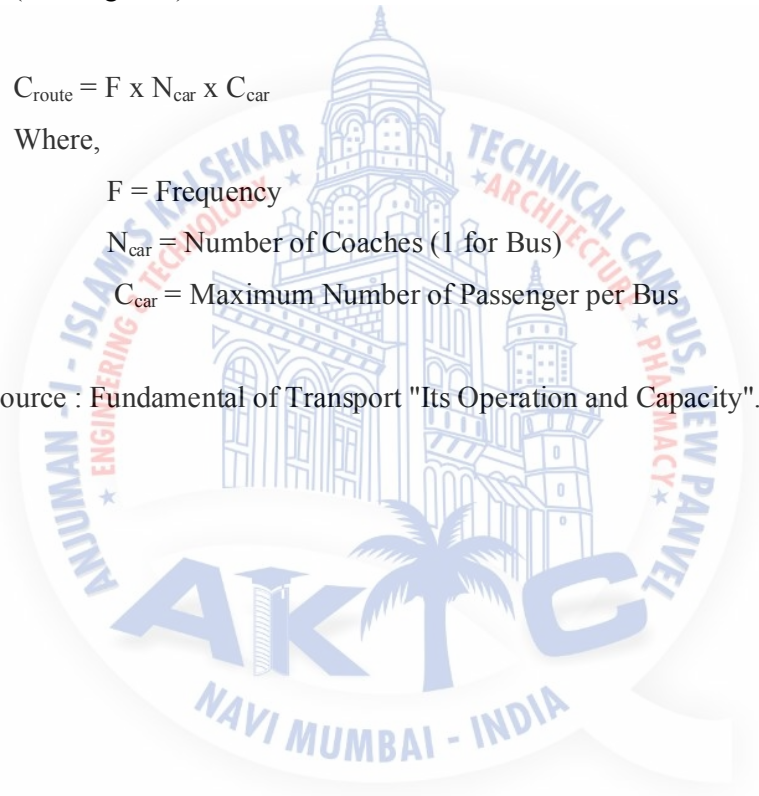 C_route = F x N_car x C_car
Where,
F = Frequency
N_car = Number of Coaches (1 for Bus)
C_car = Maximum Number of Passenger per Bus
ource : Fundamental of Transport "Its Operation and Capacity".
ANJUMAN - I - ISLAM'S KALSEKAR TECHNICAL CAMPUS, NEW PANVEL
★ ENGINEERING & TECHNOLOGY ★ ARCHITECTURE ★ PHARMACY ★
AKTC
NAVI MUMBAI - INDIA